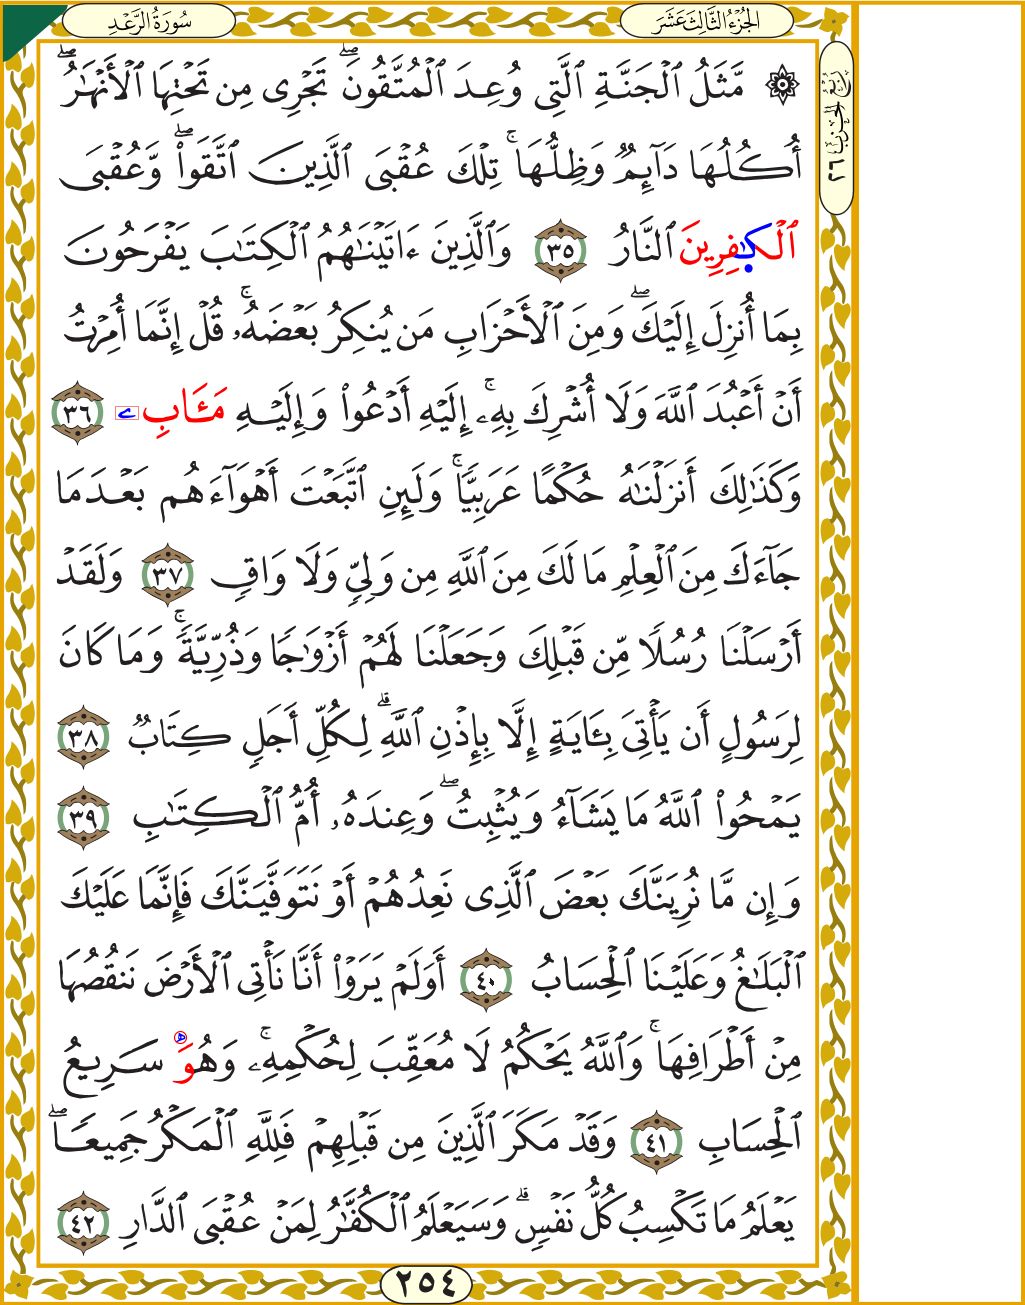 سُورَةُ الرَّعْدِ
الجُزْءُ الثَّالِثَ عَشَرَ
رُبْعُ الحِزْبِ ٢٦
۞ مَّثَلُ ٱلْجَنَّةِ ٱلَّتِى وُعِدَ ٱلْمُتَّقُونَۖ تَجْرِى مِن تَحْتِهَا ٱلْأَنْهَٰرُۖ
أُكُلُهَا دَآئِمٌ وَظِلُّهَاۚ تِلْكَ عُقْبَى ٱلَّذِينَ ٱتَّقَوا۟ۖ وَّعُقْبَى
ٱلْكَٰفِرِينَ ٱلنَّارُ ٣٥ وَٱلَّذِينَ ءَاتَيْنَٰهُمُ ٱلْكِتَٰبَ يَفْرَحُونَ
بِمَآ أُنزِلَ إِلَيْكَۖ وَمِنَ ٱلْأَحْزَابِ مَن يُنكِرُ بَعْضَهُۥۚ قُلْ إِنَّمَآ أُمِرْتُ
أَنْ أَعْبُدَ ٱللَّهَ وَلَآ أُشْرِكَ بِهِۦٓۚ إِلَيْهِ أَدْعُوا۟ وَإِلَيْهِ مَـَٔابِ ے ٣٦
وَكَذَٰلِكَ أَنزَلْنَٰهُ حُكْمًا عَرَبِيًّاۚ وَلَئِنِ ٱتَّبَعْتَ أَهْوَآءَهُم بَعْدَمَا
جَآءَكَ مِنَ ٱلْعِلْمِ مَا لَكَ مِنَ ٱللَّهِ مِن وَلِىٍّ وَلَا وَاقٍ ٣٧ وَلَقَدْ
أَرْسَلْنَا رُسُلًا مِّن قَبْلِكَ وَجَعَلْنَا لَهُمْ أَزْوَٰجًا وَذُرِّيَّةًۚ وَمَا كَانَ
لِرَسُولٍ أَن يَأْتِىَ بِـَٔايَةٍ إِلَّا بِإِذْنِ ٱللَّهِۗ لِكُلِّ أَجَلٍ كِتَابٌ ٣٨
يَمْحُوا۟ ٱللَّهُ مَا يَشَآءُ وَيُثْبِتُۖ وَعِندَهُۥٓ أُمُّ ٱلْكِتَٰبِ ٣٩
وَإِن مَّا نُرِيَنَّكَ بَعْضَ ٱلَّذِى نَعِدُهُمْ أَوْ نَتَوَفَّيَنَّكَ فَإِنَّمَا عَلَيْكَ
ٱلْبَلَٰغُ وَعَلَيْنَا ٱلْحِسَابُ ٤٠ أَوَلَمْ يَرَوْا۟ أَنَّا نَأْتِى ٱلْأَرْضَ نَنقُصُهَا
مِنْ أَطْرَافِهَاۚ وَٱللَّهُ يَحْكُمُ لَا مُعَقِّبَ لِحُكْمِهِۦۚ وَهُوَ ه سَرِيعُ
ٱلْحِسَابِ ٤١ وَقَدْ مَكَرَ ٱلَّذِينَ مِن قَبْلِهِمْ فَلِلَّهِ ٱلْمَكْرُ جَمِيعًاۖ
يَعْلَمُ مَا تَكْسِبُ كُلُّ نَفْسٍۗ وَسَيَعْلَمُ ٱلْكُفَّٰرُ لِمَنْ عُقْبَى ٱلدَّارِ ٤٢
٢٥٤